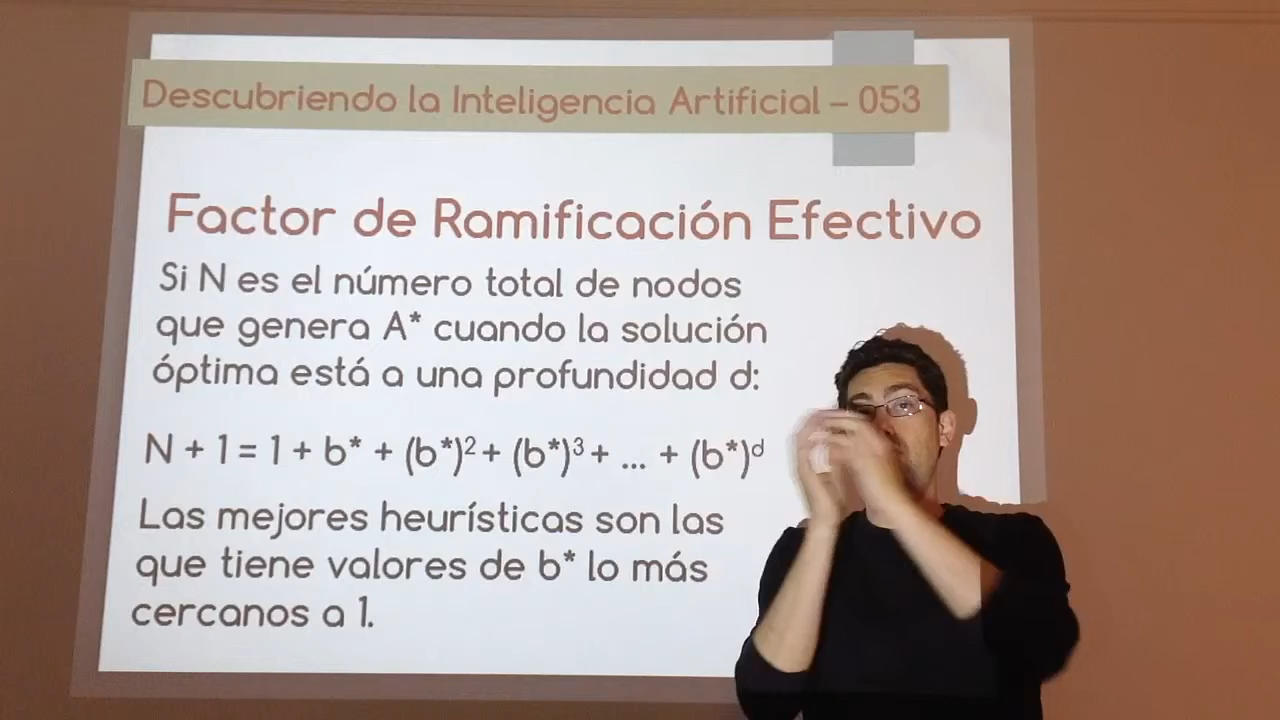 Descubriendo la Inteligencia Artificial – 053
Factor de Ramificación Efectivo
Si N es el número total de nodos
que genera A* cuando la solución
óptima está a una profundidad d:
N + 1 = 1 + b* + (b*)² + (b*)³ + ... + (b*)ᵈ
Las mejores heurísticas son las
que tiene valores de b* lo más
cercanos a 1.